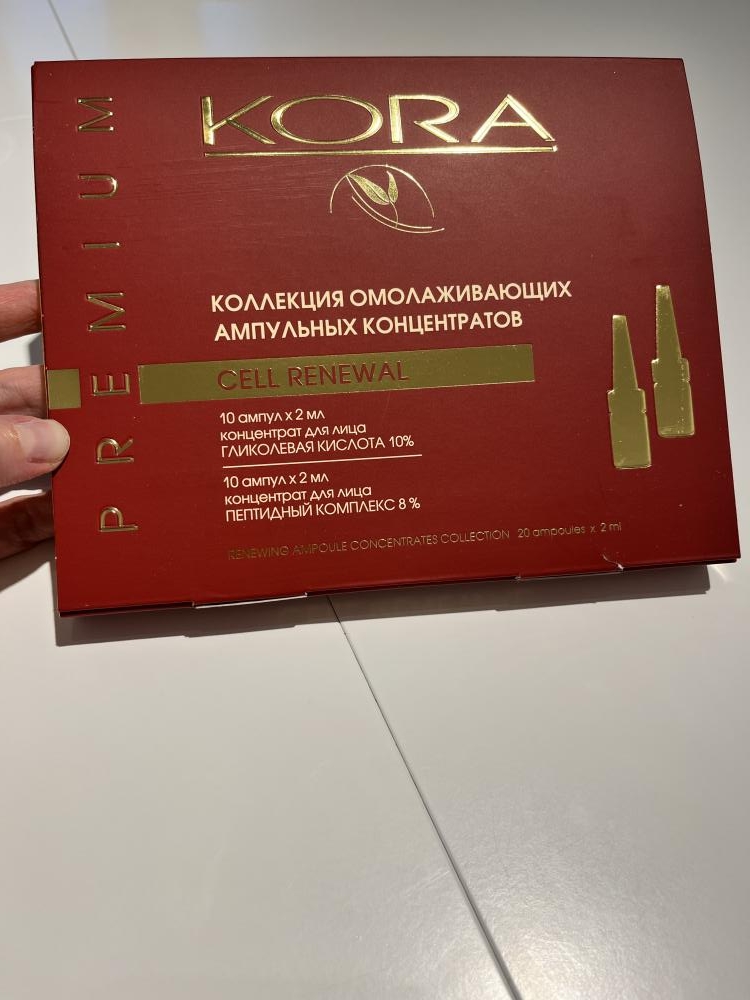 PREMIUM
KORA
КОЛЛЕКЦИЯ ОМОЛАЖИВАЮЩИХ
АМПУЛЬНЫХ КОНЦЕНТРАТОВ
CELL RENEWAL
10 ампул х 2 мл
концентрат для лица
ГЛИКОЛЕВАЯ КИСЛОТА 10%
10 ампул х 2 мл
концентрат для лица
ПЕПТИДНЫЙ КОМПЛЕКС 8 %
RENEWING AMPOULE CONCENTRATES COLLECTION 20 ampoules x 2 ml